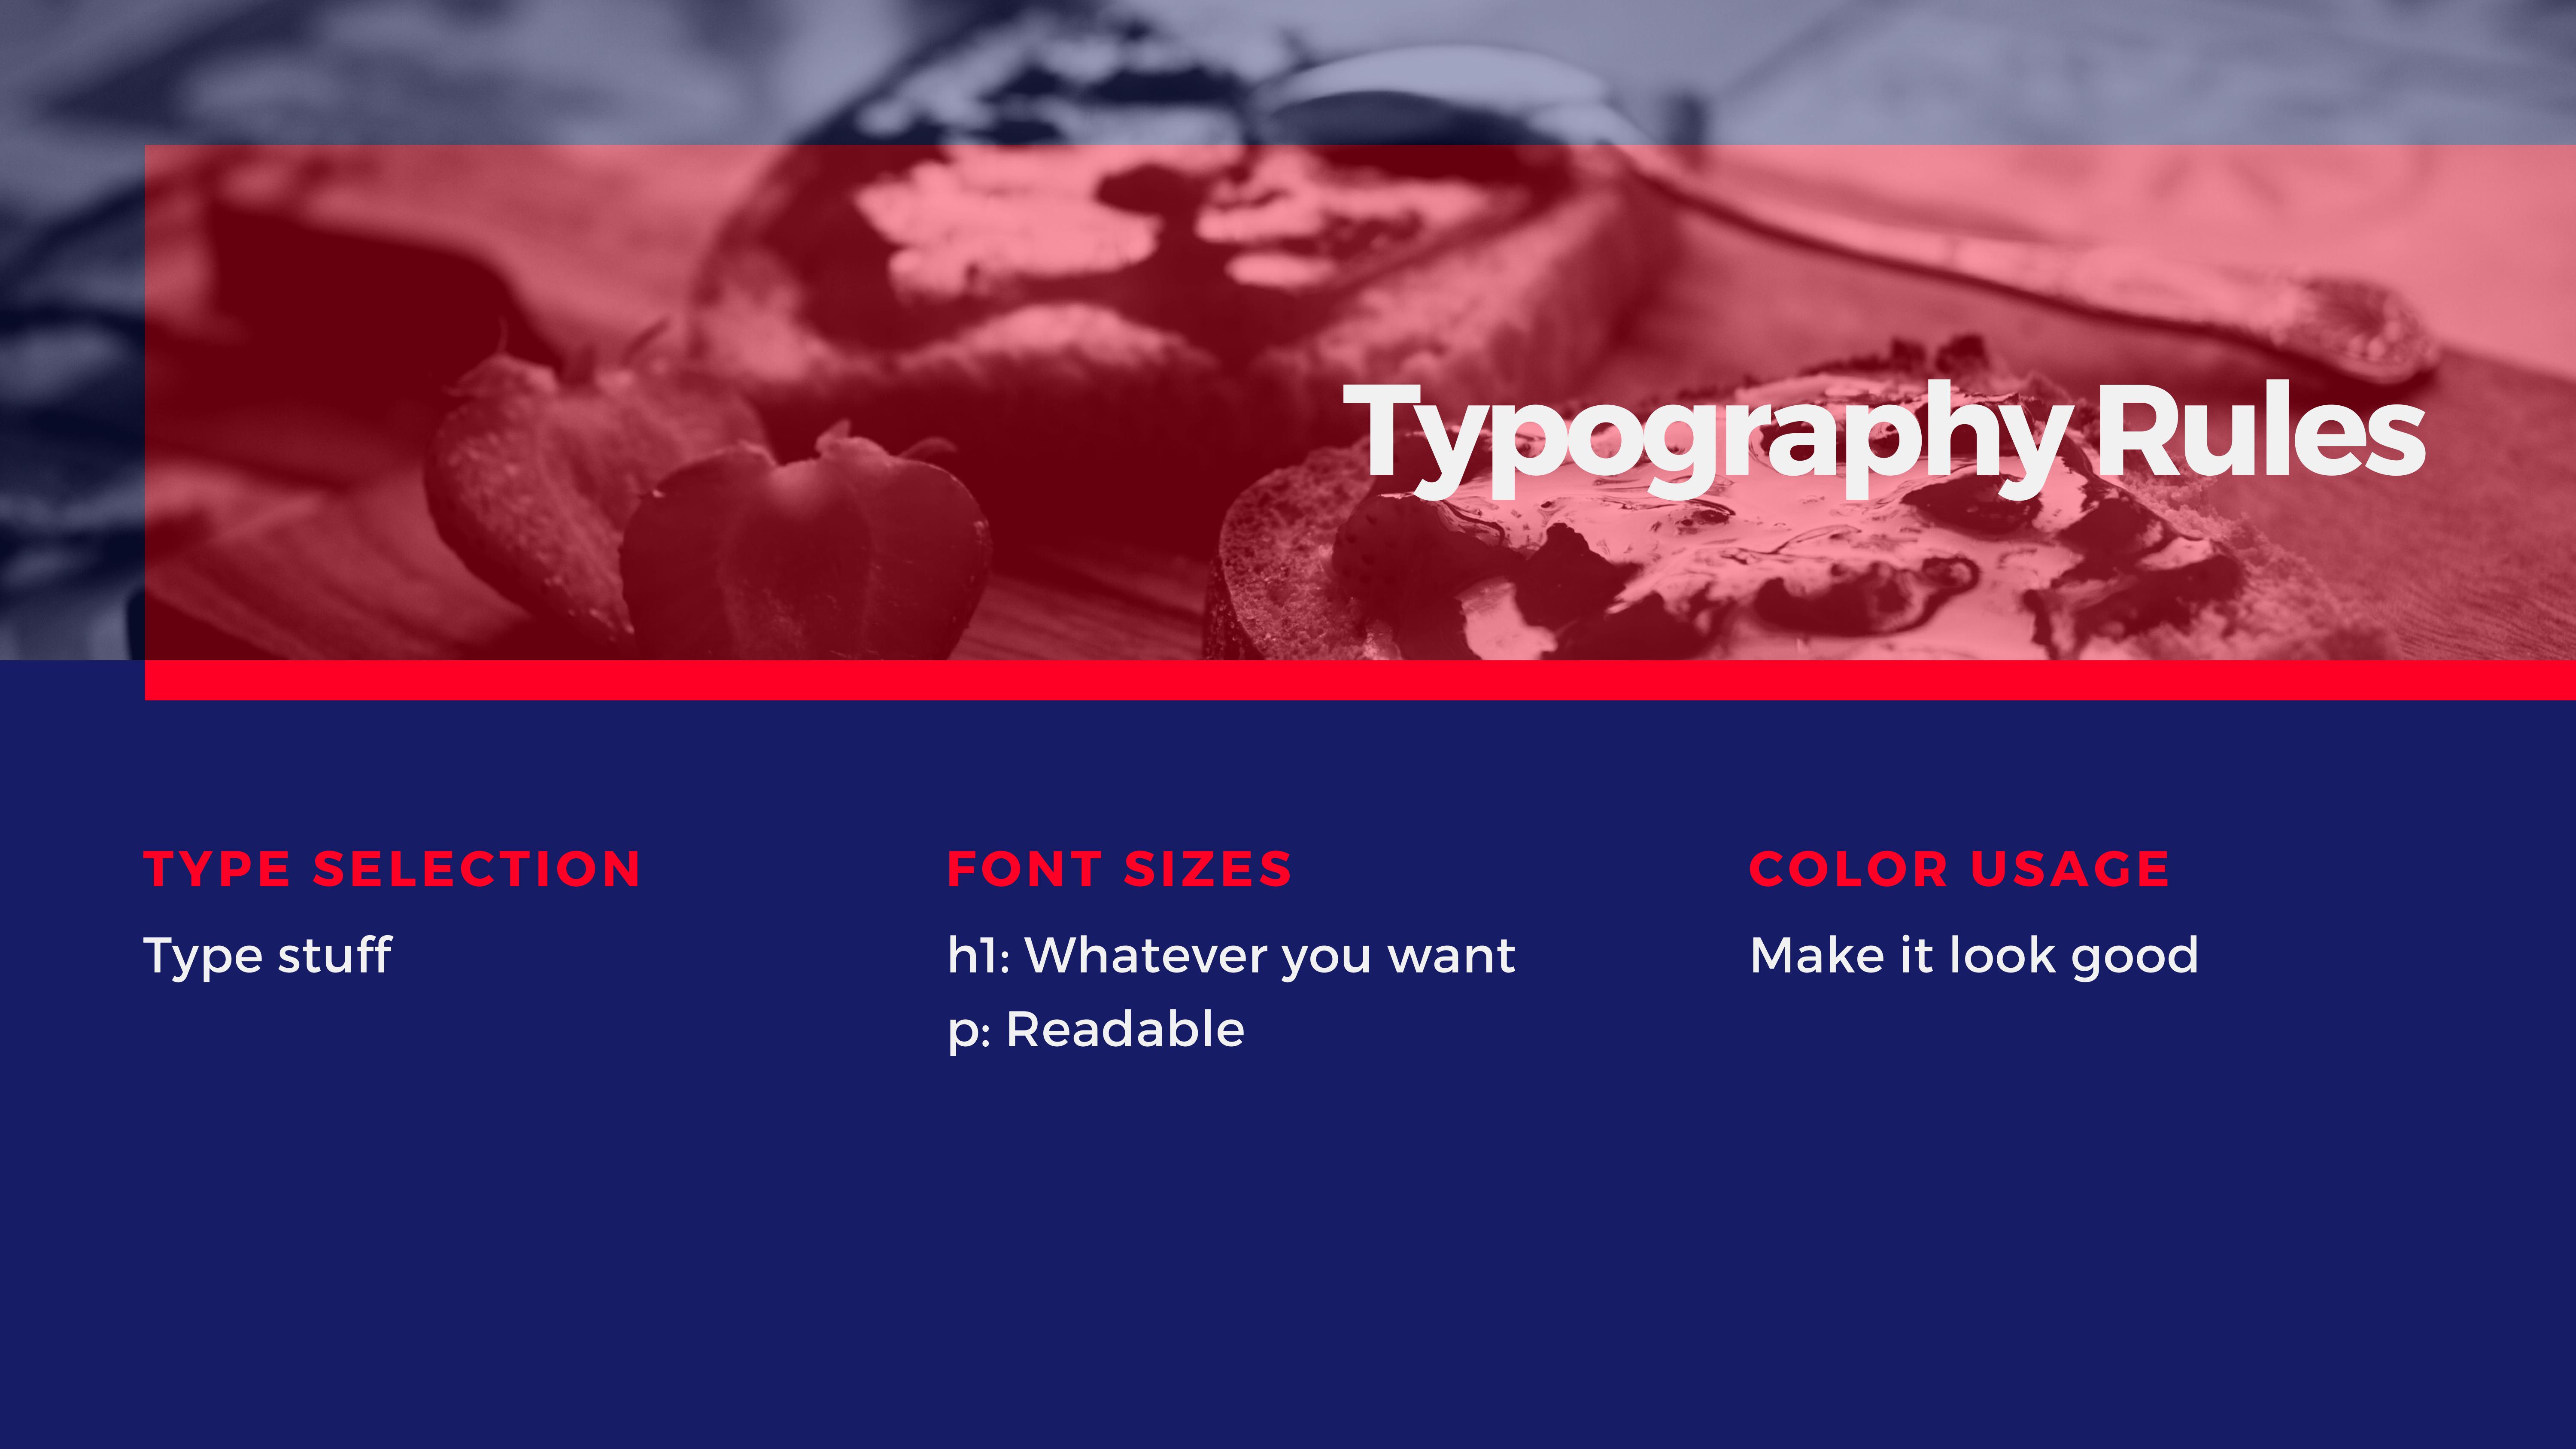 Typography Rules
TYPE SELECTION
Type stuff
FONT SIZES
h1: Whatever you want
p: Readable
COLOR USAGE
Make it look good